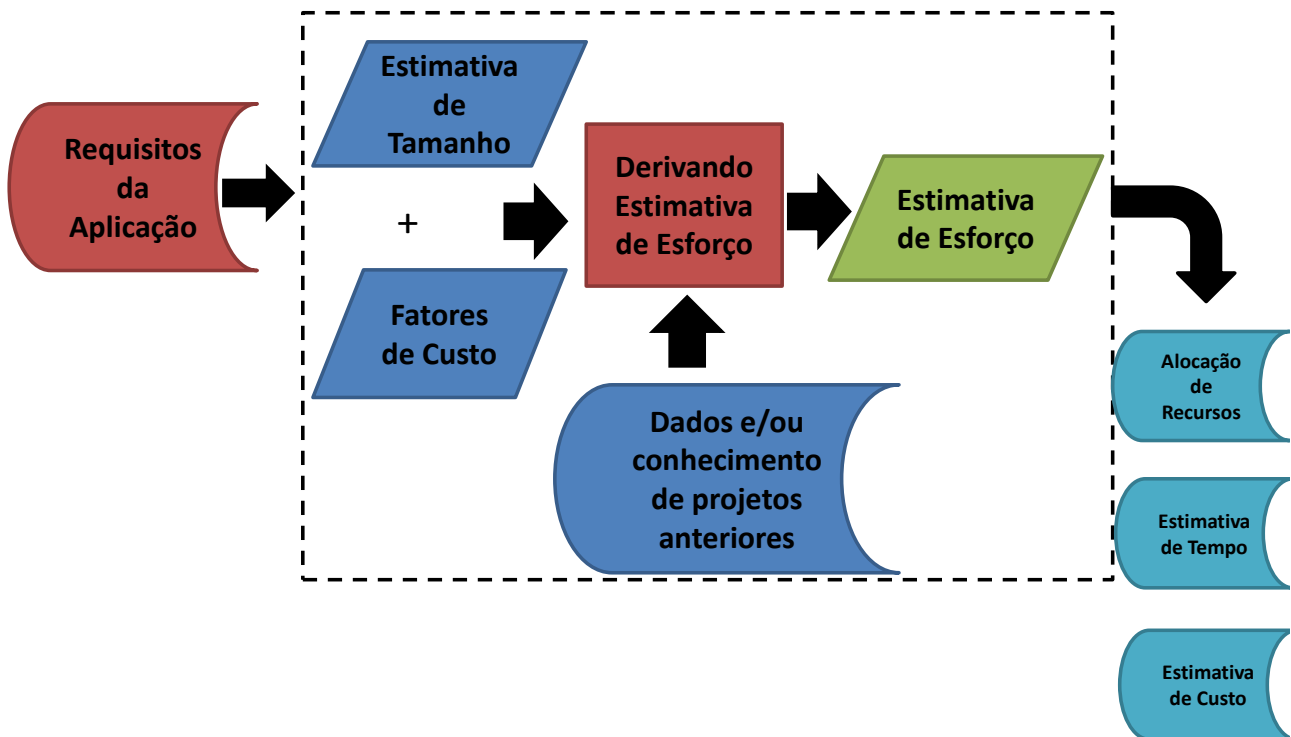 Requisitos
da
Aplicação
Estimativa
de
Tamanho
+
Fatores
de Custo
Derivando
Estimativa
de Esforço
Dados e/ou
conhecimento
de projetos
anteriores
Estimativa
de Esforço
Alocação
de
Recursos
Estimativa
de Tempo
Estimativa
de Custo